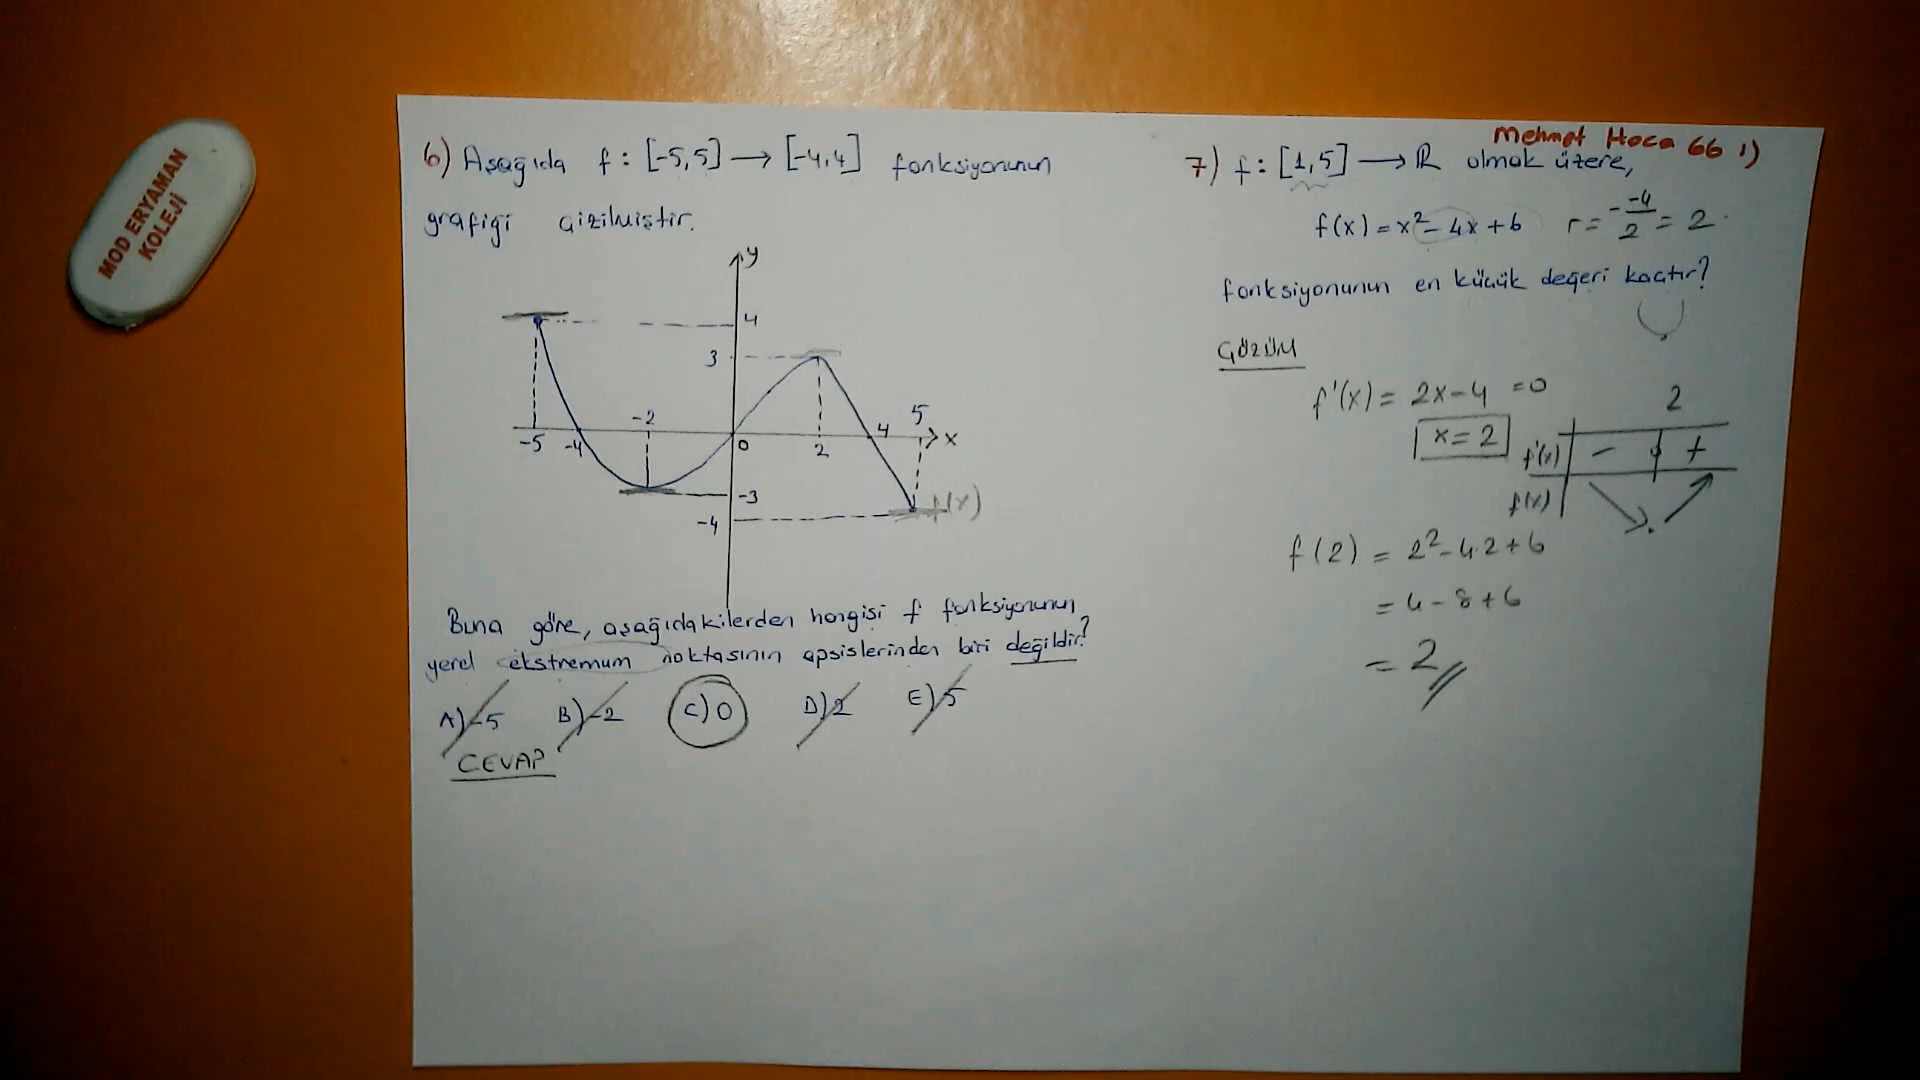 MOD ERYAMAN
KOLEJİ
6) Aşağıda f : [-5,5] → [-4,4] fonksiyonunun
grafiği çizilmiştir.
y
4
3
-2
5
-5
-4
0
2
4
x
-3
-4
f(x)
Buna göre, aşağıdakilerden hangisi f fonksiyonunun
yerel ekstremum noktasının apsislerinden biri değildir?
A) -5 B) -2 C) 0 D) 2 E) 5
CEVAP
Mehmet Hoca 66 :)
7) f : [1,5] → ℝ olmak üzere,
f(x) = x² - 4x + 6 r = - -4/2 = 2
fonksiyonunun en küçük değeri kaçtır?
ÇÖZÜM
f'(x) = 2x - 4 = 0
x = 2
2
f'(x) - +
f(x)
f(2) = 2² - 4.2 + 6
= 4 - 8 + 6
= 2